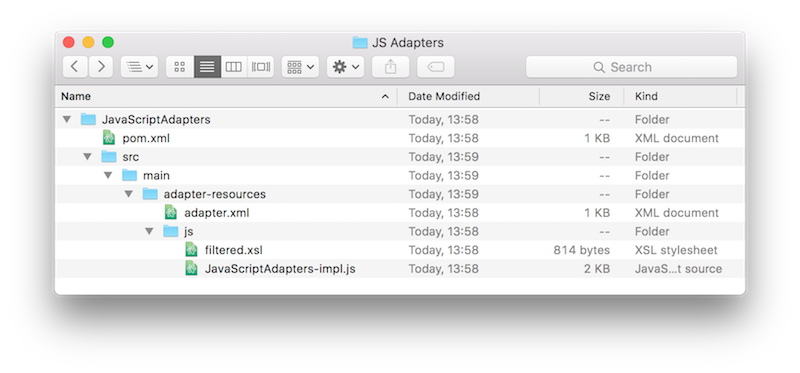 JS Adapters
Search
Name Date Modified Size Kind
JavaScriptAdapters Today, 13:58 -- Folder
pom.xml Today, 13:58 1 KB XML document
src Today, 13:59 -- Folder
main Today, 13:59 -- Folder
adapter-resources Today, 13:59 -- Folder
adapter.xml Today, 13:58 1 KB XML document
js Today, 13:58 -- Folder
filtered.xsl Today, 13:58 814 bytes XSL stylesheet
JavaScriptAdapters-impl.js Today, 13:58 2 KB JavaS...t source